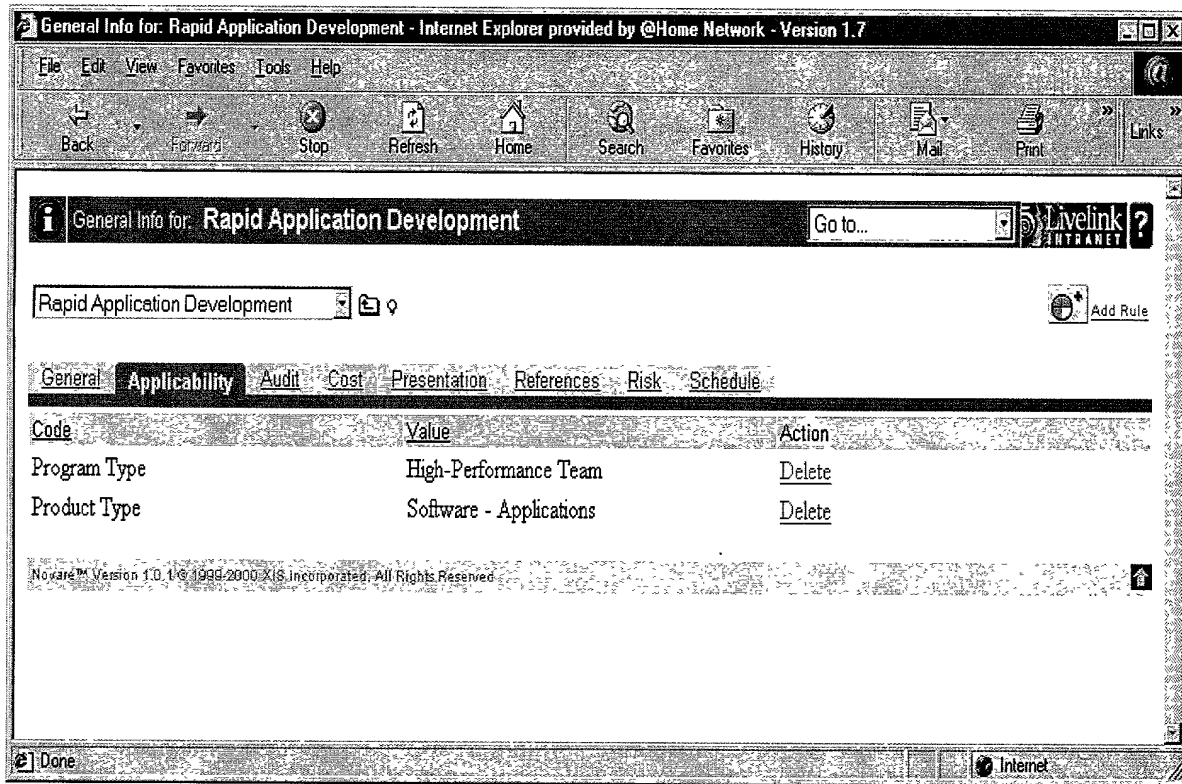 General Info for: Rapid Application Development - Internet Explorer provided by @Home Network - Version 1.7
File Edit View Favorites Tools Help
Back Forward Stop Refresh Home Search Favorites History Mail Print » Links »
i General Info for: Rapid Application Development Go to... Livelink ?
INTRANET
Rapid Application Development Add Rule
General Applicability Audit Cost Presentation References Risk Schedule
Code Value Action
Program Type High-Performance Team Delete
Product Type Software - Applications Delete
Version 1.0.1 © 1999-2000 XIS Incorporated. All Rights Reserved
Done Internet